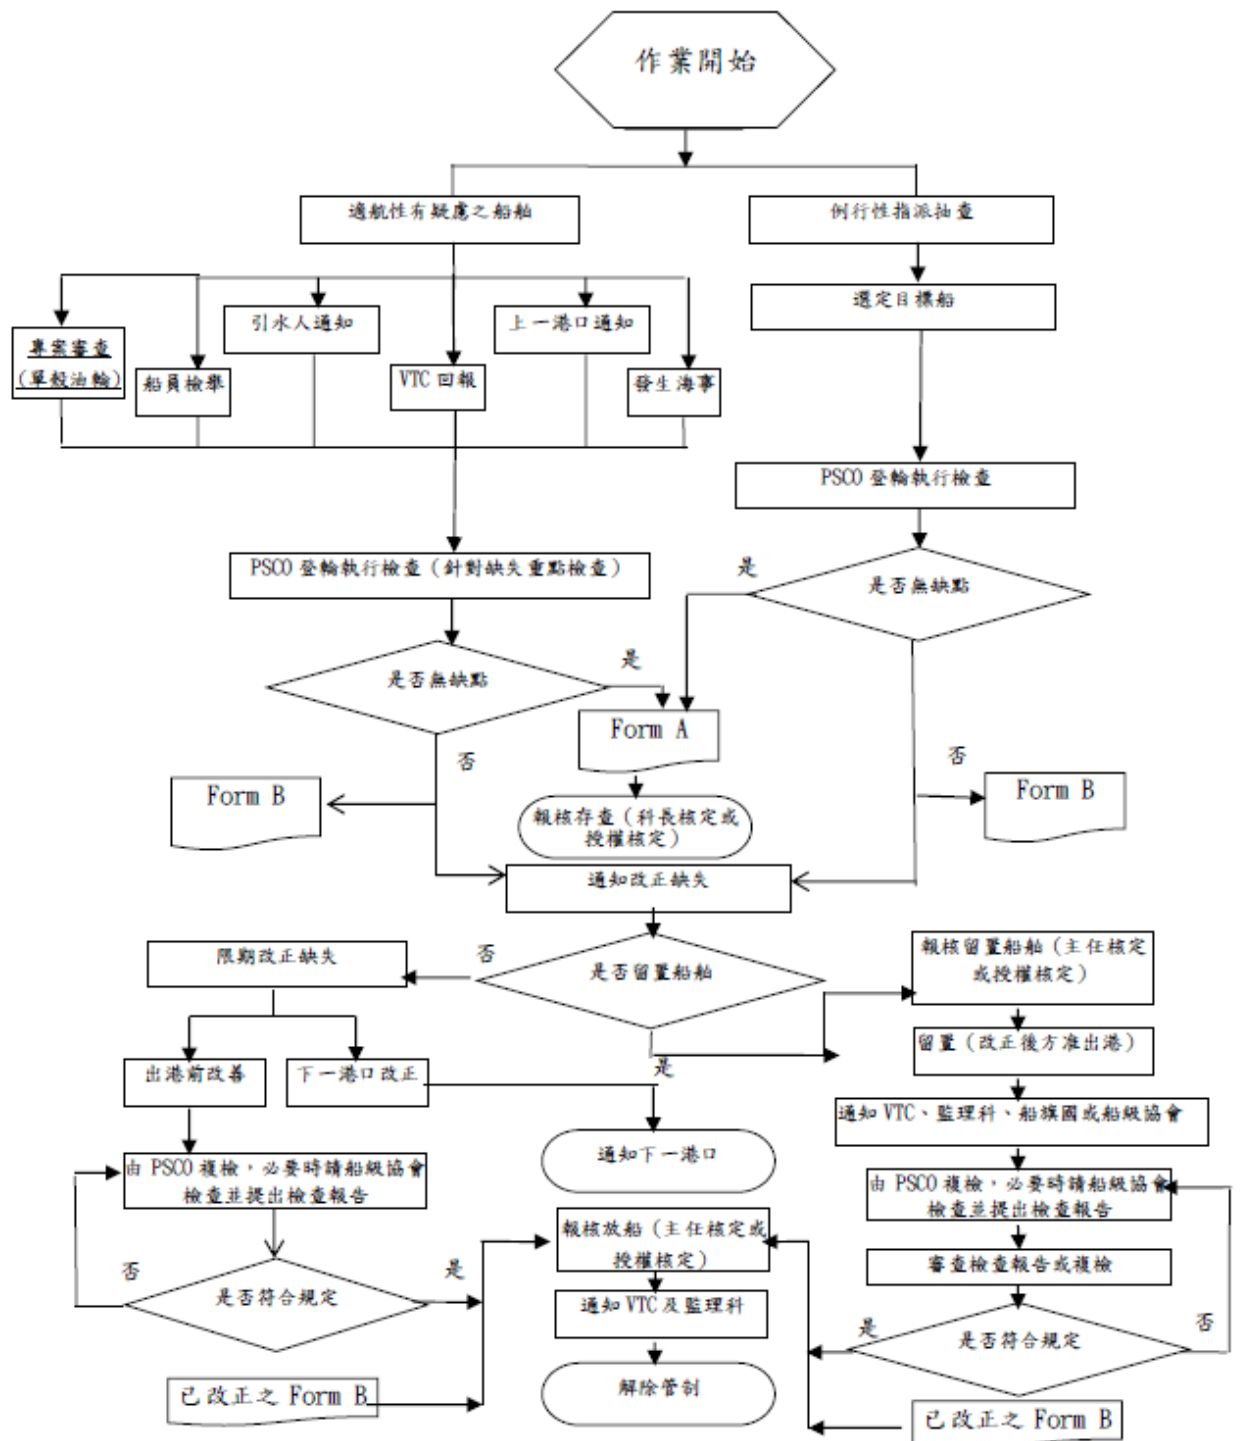 作業開始
適航性有疑慮之船舶
例行性指派抽查
選定目標船
引水人通知
上一港口通知
專案審查
(單殼油輪)
船員檢舉
VTC 回報
發生海事
PSCO 登輪執行檢查
PSCO 登輪執行檢查（針對缺失重點檢查）
是
是否無缺點
是否無缺點
是
Form A
否
否
Form B
Form B
報核存查（科長核定或
授權核定）
通知改正缺失
限期改正缺失
否
是否留置船舶
報核留置船舶（主任核定
或授權核定）
留置（改正後方准出港）
是
出港前改善
下一港口改正
通知 VTC、監理科、船旗國或船級協會
通知下一港口
由 PSCO 複檢，必要時請船級協會
檢查並提出檢查報告
由 PSCO 複檢，必要時請船級協會
檢查並提出檢查報告
報核放船（主任核定或
授權核定）
審查檢查報告或複檢
否
是
是否符合規定
通知 VTC 及監理科
是
是否符合規定
否
已改正之 Form B
解除管制
已改正之 Form B